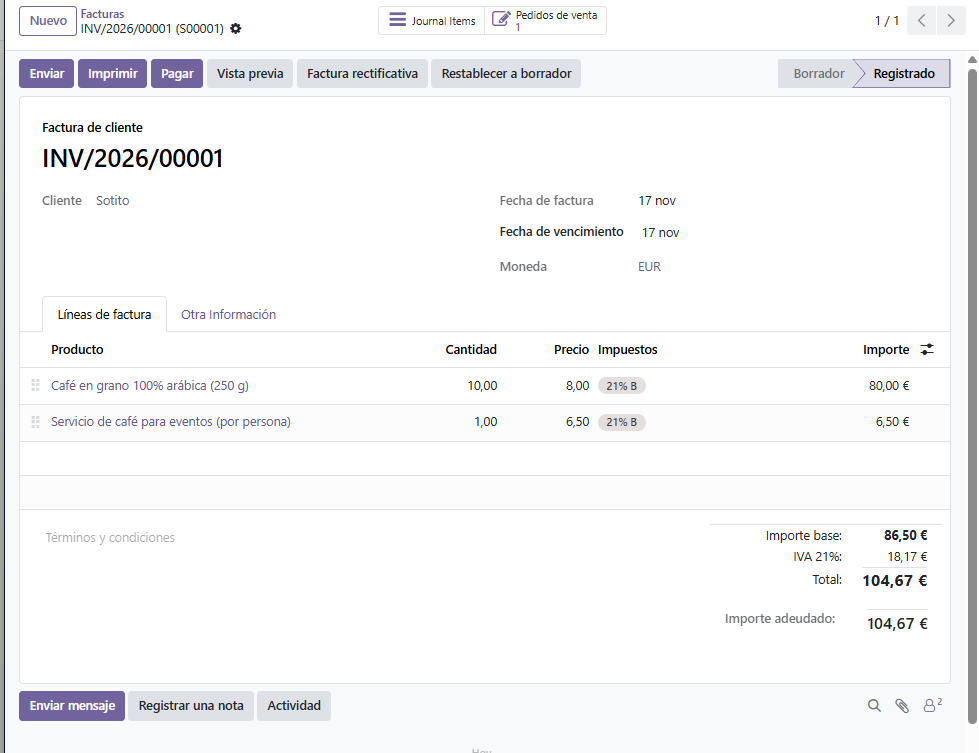 Nuevo
Facturas
INV/2026/00001 (S00001)
Journal Items
Pedidos de venta
1
1 / 1
Enviar
Imprimir
Pagar
Vista previa
Factura rectificativa
Restablecer a borrador
Borrador
Registrado
Factura de cliente
INV/2026/00001
Cliente Sotito
Fecha de factura 17 nov
Fecha de vencimiento 17 nov
Moneda EUR
Líneas de factura
Otra Información
Producto Cantidad Precio Impuestos Importe
Café en grano 100% arábica (250 g) 10,00 8,00 21% B 80,00 €
Servicio de café para eventos (por persona) 1,00 6,50 21% B 6,50 €
Términos y condiciones
Importe base: 86,50 €
IVA 21%: 18,17 €
Total: 104,67 €
Importe adeudado: 104,67 €
Enviar mensaje
Registrar una nota
Actividad
2
Hoy